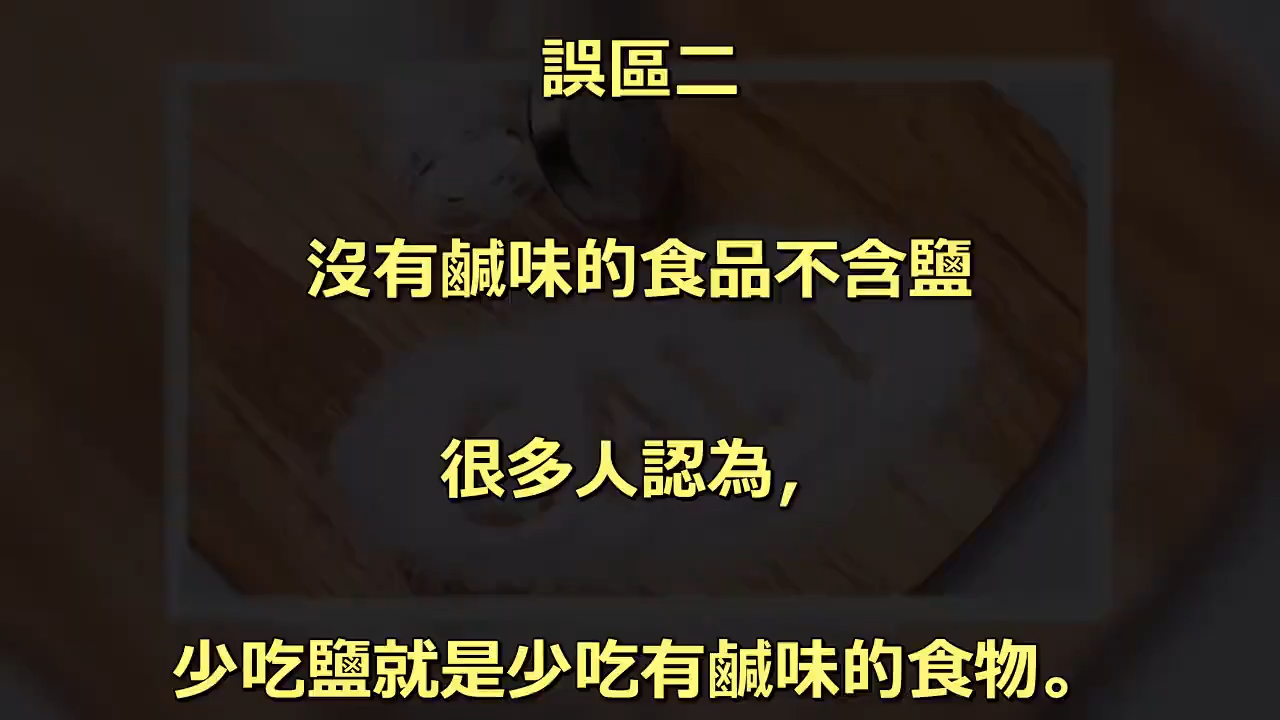 誤區二
沒有鹹味的食品不含鹽
很多人認為，
少吃鹽就是少吃有鹹味的食物。